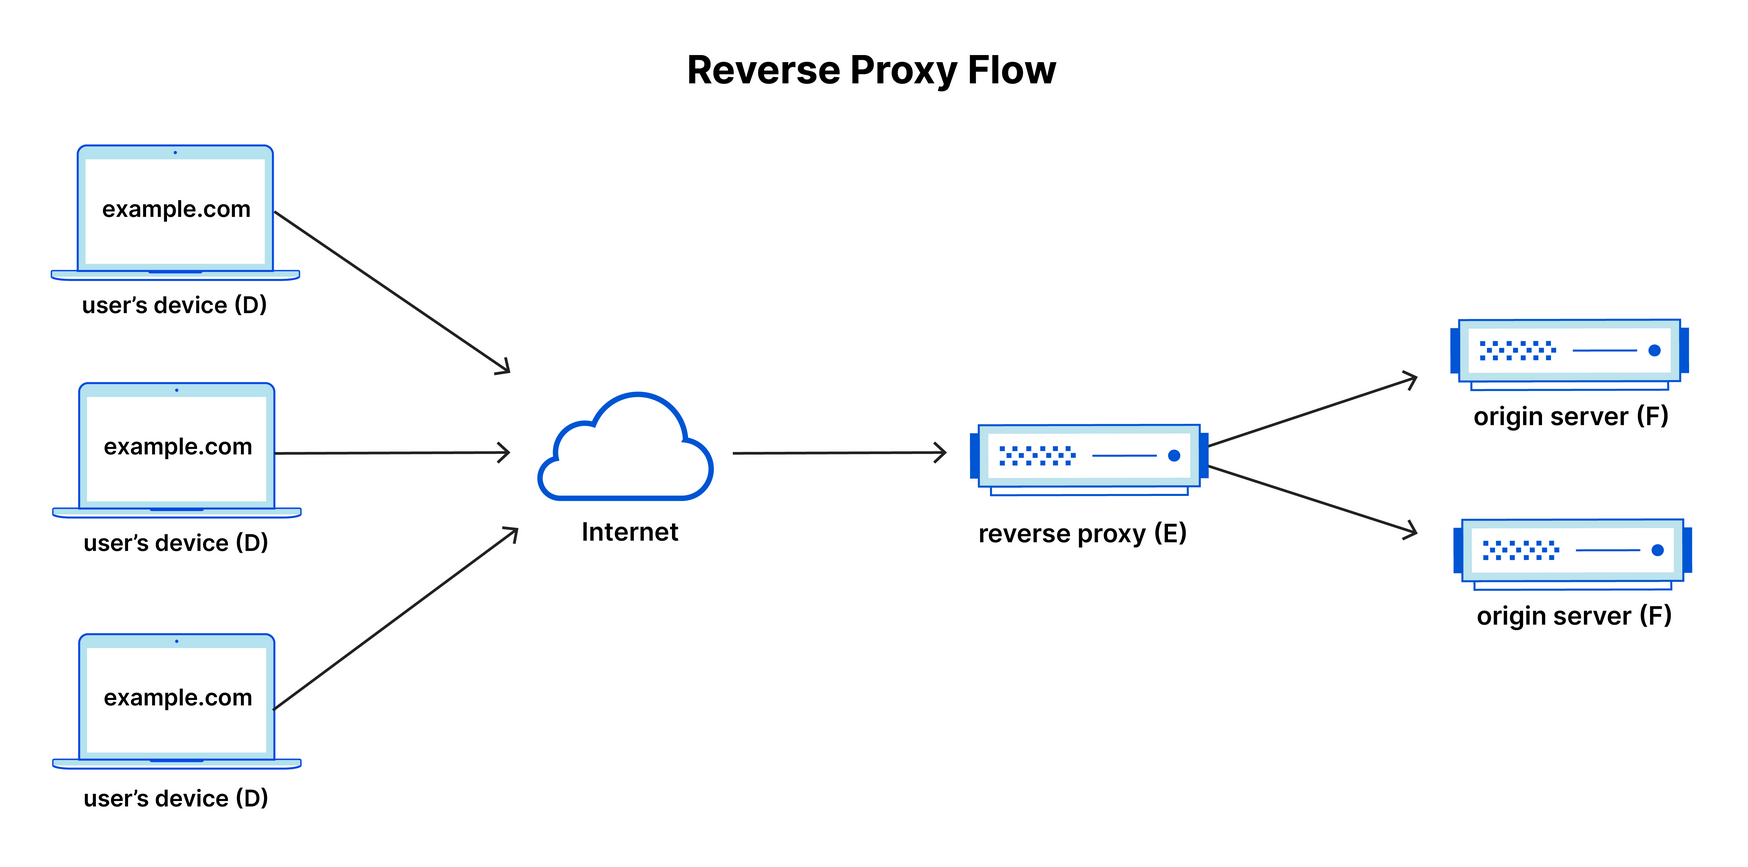 Reverse Proxy Flow
example.com
user’s device (D)
example.com
user’s device (D)
example.com
user’s device (D)
Internet
reverse proxy (E)
origin server (F)
origin server (F)